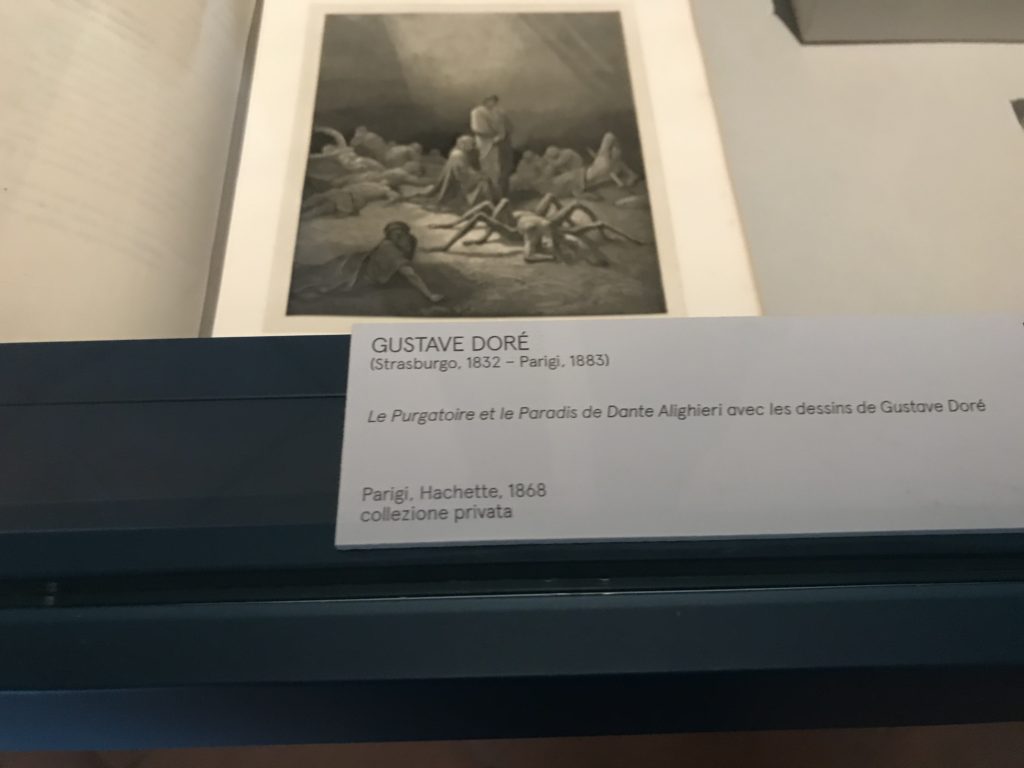 GUSTAVE DORÉ
(Strasburgo, 1832 – Parigi, 1883)
Le Purgatoire et le Paradis de Dante Alighieri avec les dessins de Gustave Doré
Parigi, Hachette, 1868
collezione privata